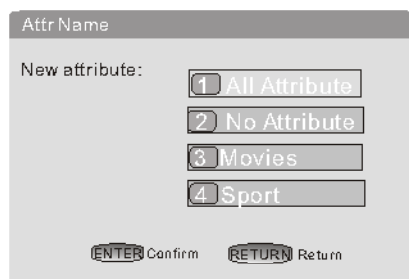 Attr Name
New attribute:
1 All Attribute
2 No Attribute
3 Movies
4 Sport
ENTER Confirm RETURN Return